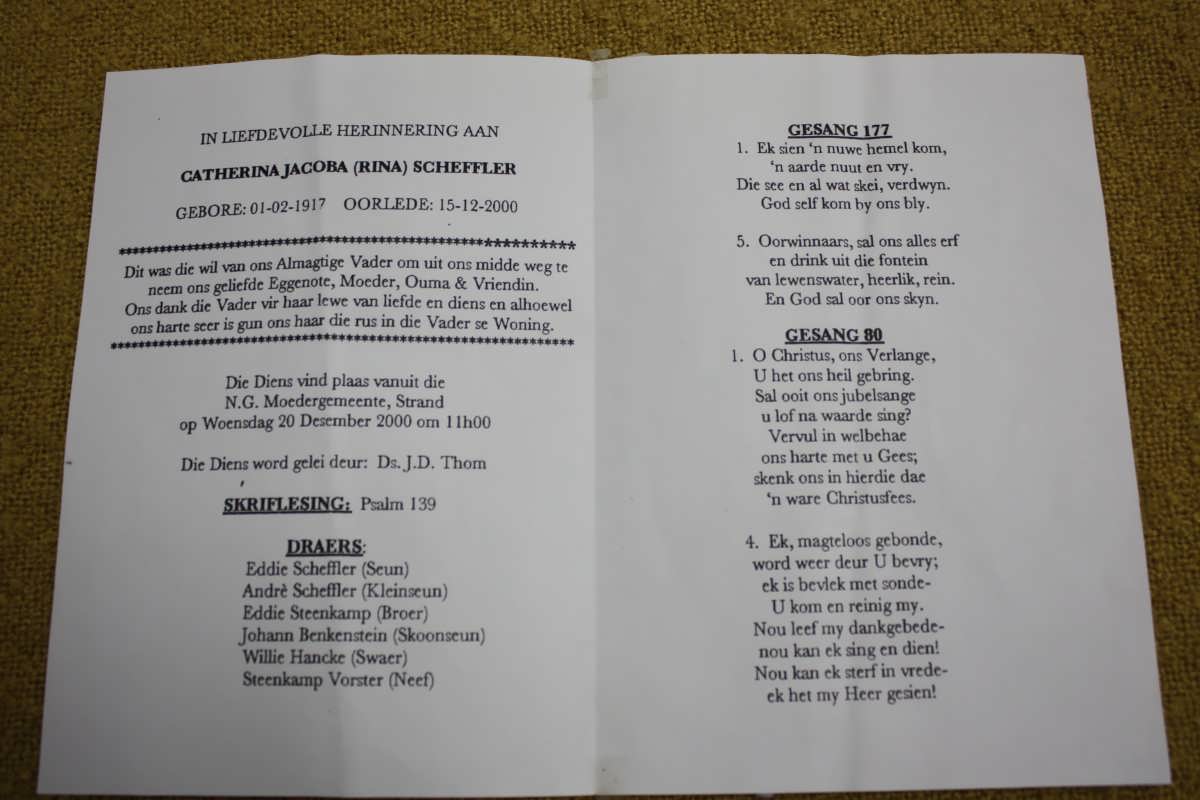 IN LIEFDEVOLLE HERINNERING AAN
CATHERINA JACOBA (RINA) SCHEFFLER
GEBORE: 01-02-1917 OORLEDE: 15-12-2000
Dit was die wil van ons Almagtige Vader om uit ons midde weg te
neem ons geliefde Eggenote, Moeder, Ouma & Vriendin.
Ons dank die Vader vir haar lewe van liefde en diens en alhoewel
ons harte seer is gun ons haar die rus in die Vader se Woning.
Die Diens vind plaas vanuit die
N.G. Moedergemeente, Strand
op Woensdag 20 Desember 2000 om 11h00
Die Diens word gelei deur: Ds. J.D. Thom
SKRIFLESING: Psalm 139
DRAERS:
Eddie Scheffler (Seun)
Andrè Scheffler (Kleinseun)
Eddie Steenkamp (Broer)
Johann Benkenstein (Skoonseun)
Willie Hancke (Swaer)
Steenkamp Vorster (Neef)
GESANG 177
1. Ek sien 'n nuwe hemel kom,
'n aarde nuut en vry.
Die see en al wat skei, verdwyn.
God self kom by ons bly.
5. Oorwinnaars, sal ons alles erf
en drink uit die fontein
van lewenswater, heerlik, rein.
En God sal oor ons skyn.
GESANG 80
1. O Christus, ons Verlange,
U het ons heil gebring.
Sal ooit ons jubelsange
u lof na waarde sing?
Vervul in welbehae
ons harte met u Gees;
skenk ons in hierdie dae
'n ware Christusfees.
4. Ek, magteloos gebonde,
word weer deur U bevry;
ek is bevlek met sonde-
U kom en reinig my.
Nou leef my dankgebede-
nou kan ek sing en dien!
Nou kan ek sterf in vrede-
ek het my Heer gesien!